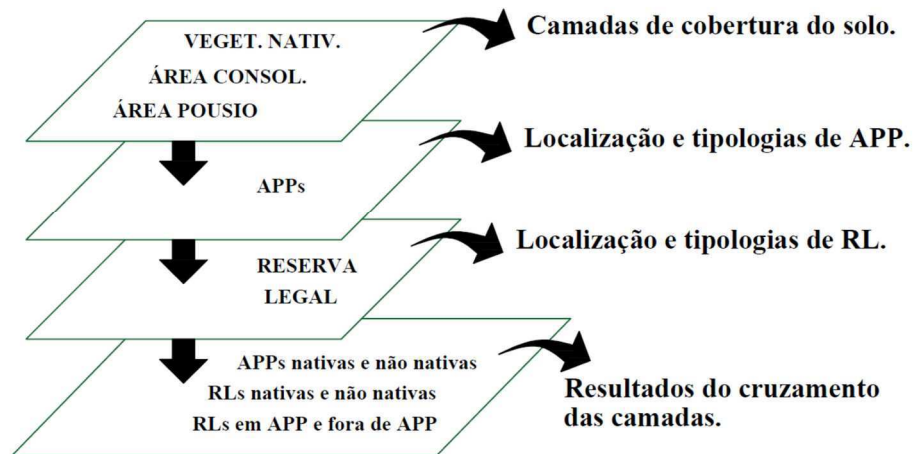 VEGET. NATIV.
ÁREA CONSOL.
ÁREA POUSIO
Camadas de cobertura do solo.
APPs
Localização e tipologias de APP.
RESERVA
LEGAL
Localização e tipologias de RL.
APPs nativas e não nativas
RLs nativas e não nativas
RLs em APP e fora de APP
Resultados do cruzamento
das camadas.